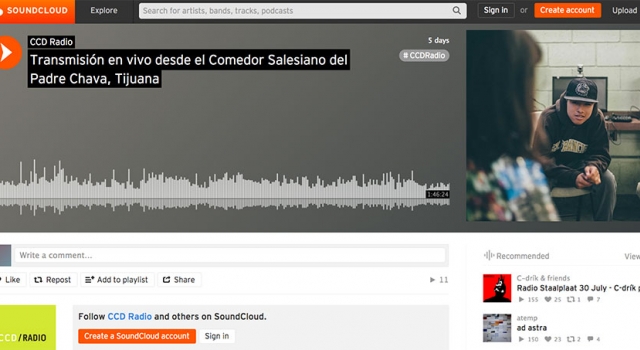 SOUNDCLOUD
Explore
Search for artists, bands, tracks, podcasts
Sign in or Create account Upload
CCD Radio
5 days
Transmisión en vivo desde el Comedor Salesiano del
Padre Chava, Tijuana
# CCDRadio
1:46:24
Write a comment...
Like Repost Add to playlist Share
11
Recommended
View
C-drík & friends
Radio Staalplaat 30 July - C-drík p
155 25 1 7
atemp
ad astra
150 23 2 4
CCD/RADIO
Follow CCD Radio and others on SoundCloud.
Create a SoundCloud account Sign in